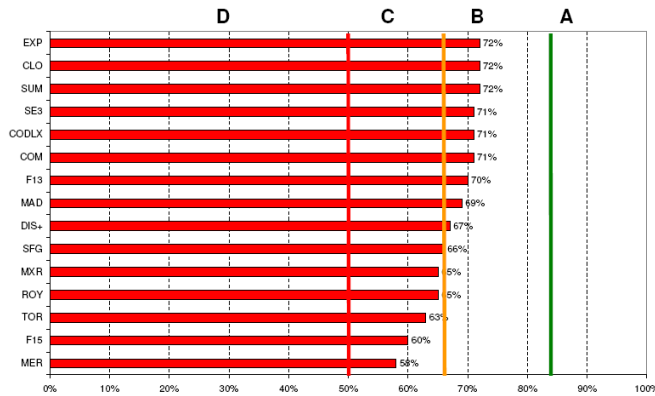 D C B A
EXP 72%
CLO 72%
SUM 72%
SE3 71%
CODLX 71%
COM 71%
F13 70%
MAD 69%
DIS+ 67%
SFG 66%
MXR 65%
ROY 65%
TOR 63%
F15 60%
MER 58%
0% 10% 20% 30% 40% 50% 60% 70% 80% 90% 100%